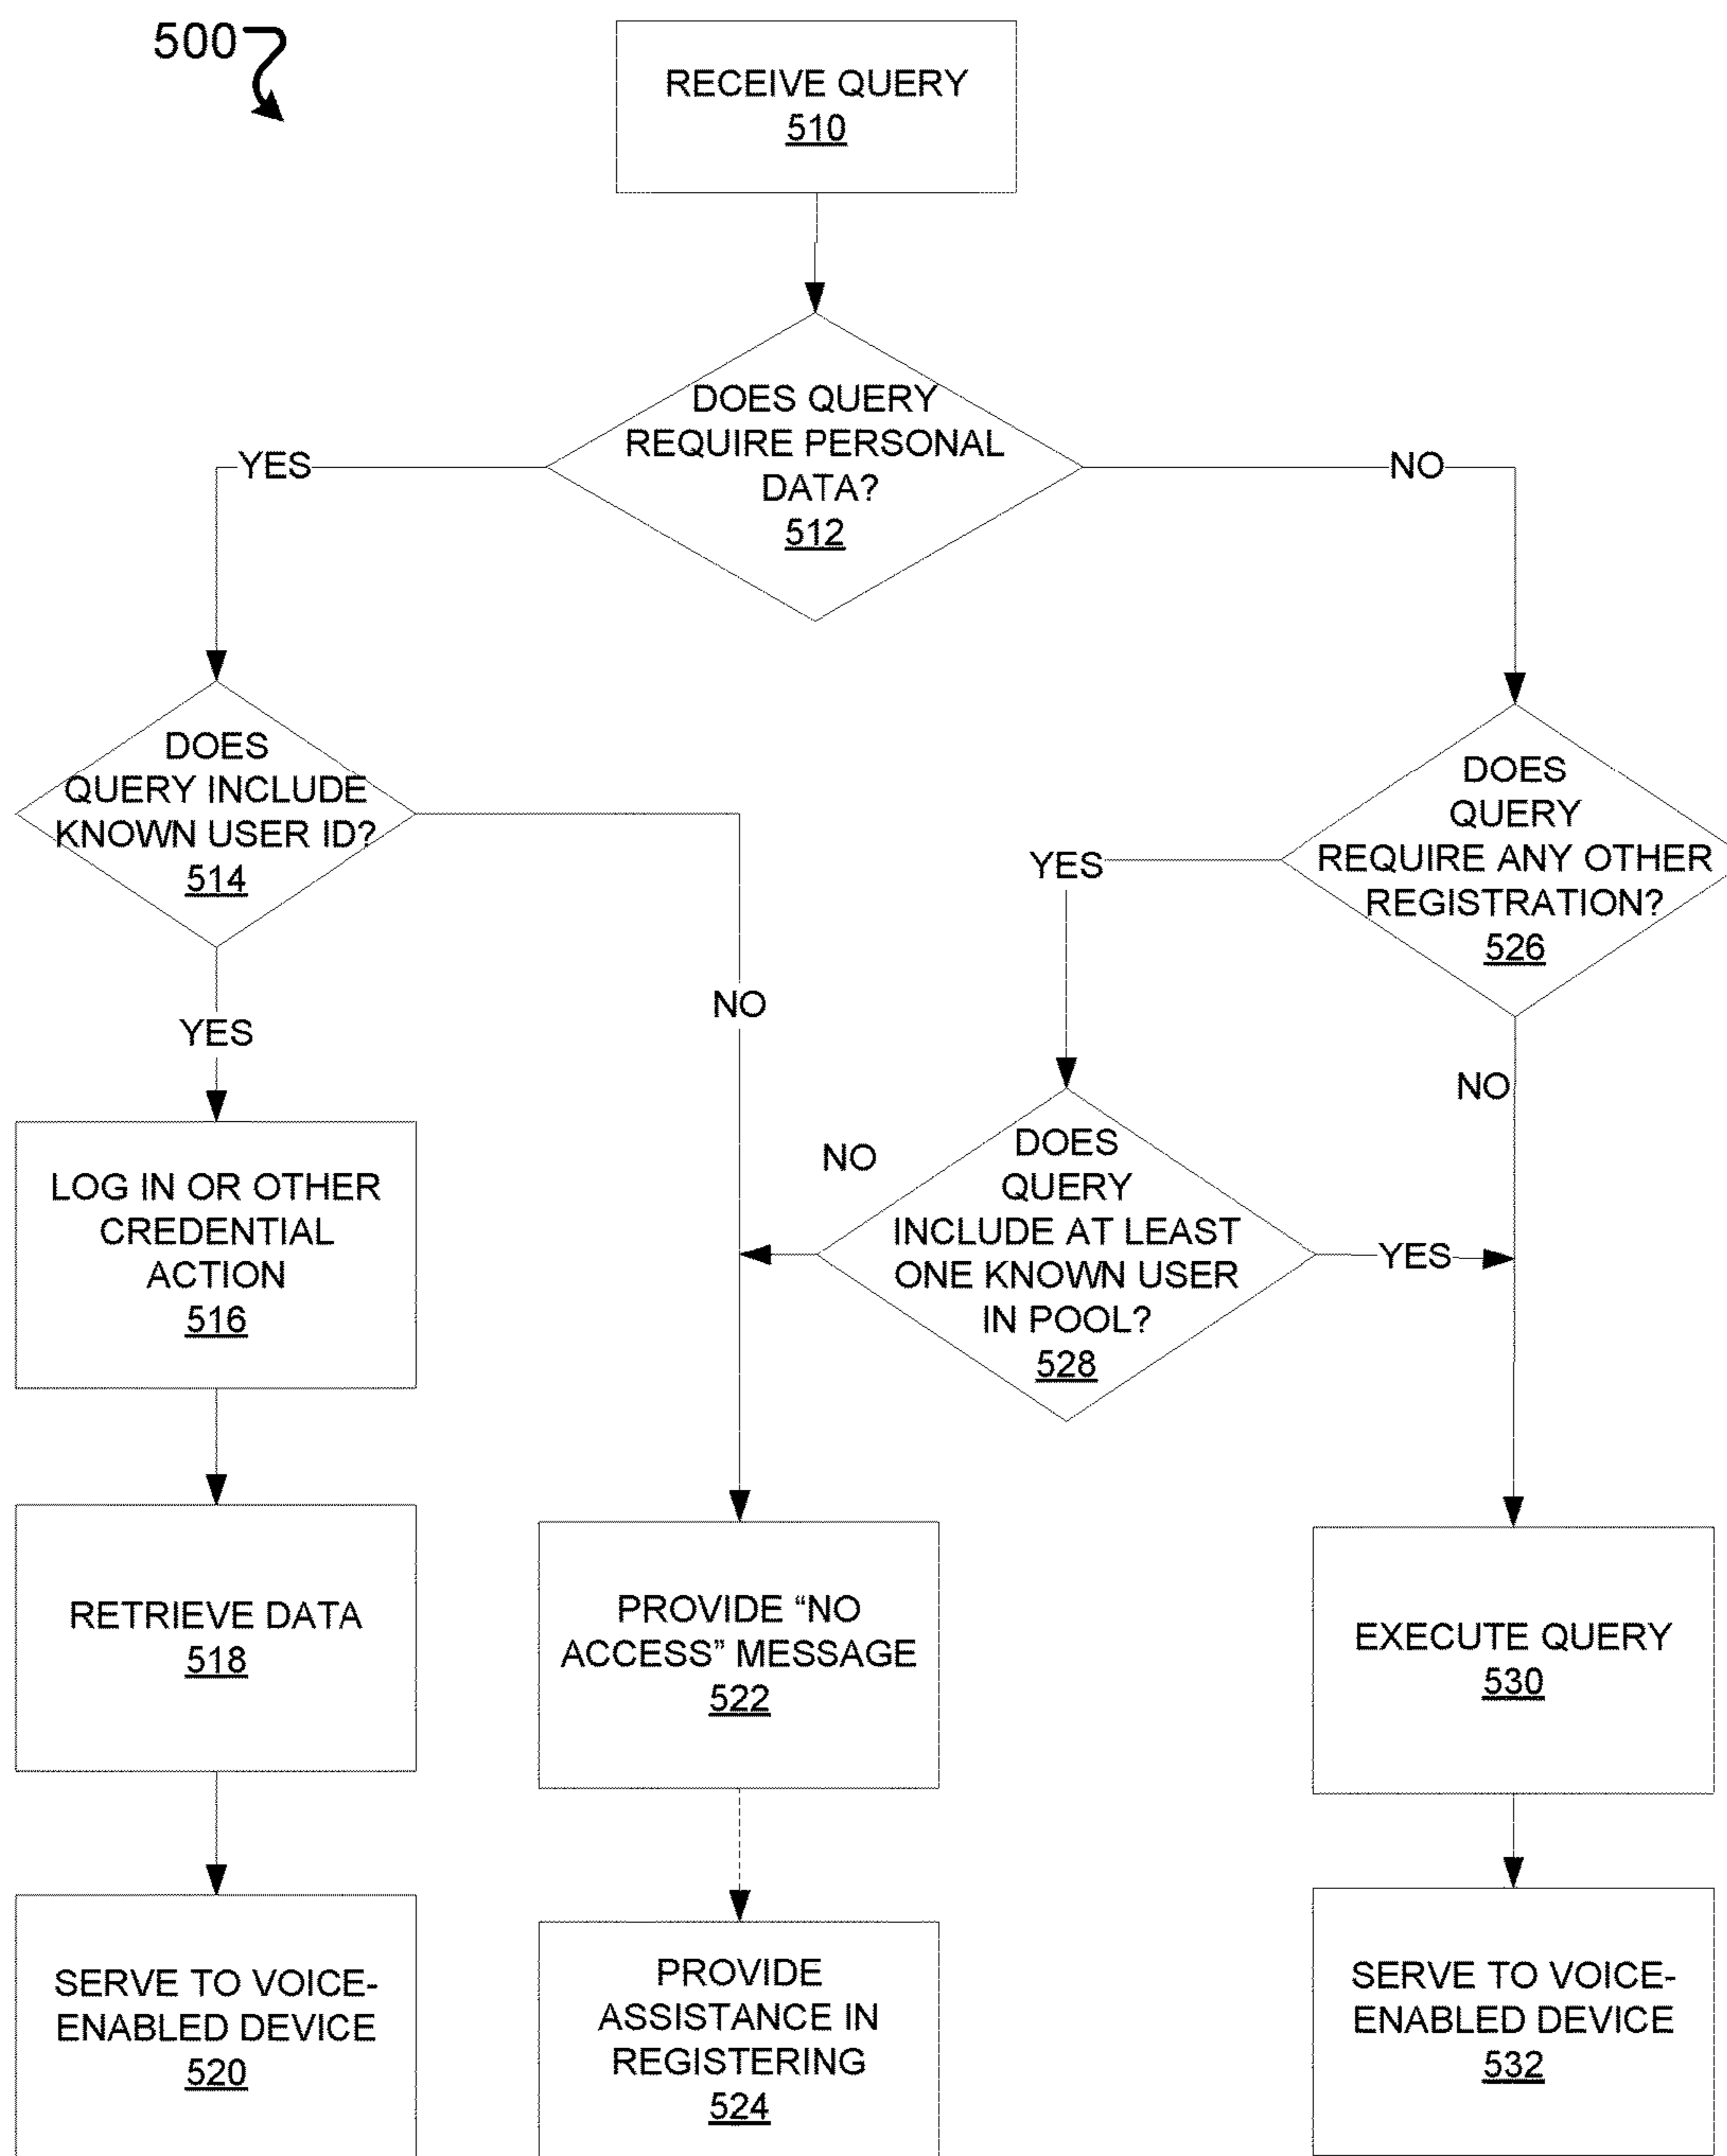 500
RECEIVE QUERY
510
DOES QUERY
REQUIRE PERSONAL
DATA?
512
YES
NO
DOES
QUERY INCLUDE
KNOWN USER ID?
514
DOES
QUERY
REQUIRE ANY OTHER
REGISTRATION?
526
YES
NO
YES
NO
NO
DOES
QUERY
INCLUDE AT LEAST
ONE KNOWN USER
IN POOL?
528
YES
LOG IN OR OTHER
CREDENTIAL
ACTION
516
RETRIEVE DATA
518
PROVIDE “NO
ACCESS” MESSAGE
522
EXECUTE QUERY
530
SERVE TO VOICE-
ENABLED DEVICE
520
PROVIDE
ASSISTANCE IN
REGISTERING
524
SERVE TO VOICE-
ENABLED DEVICE
532